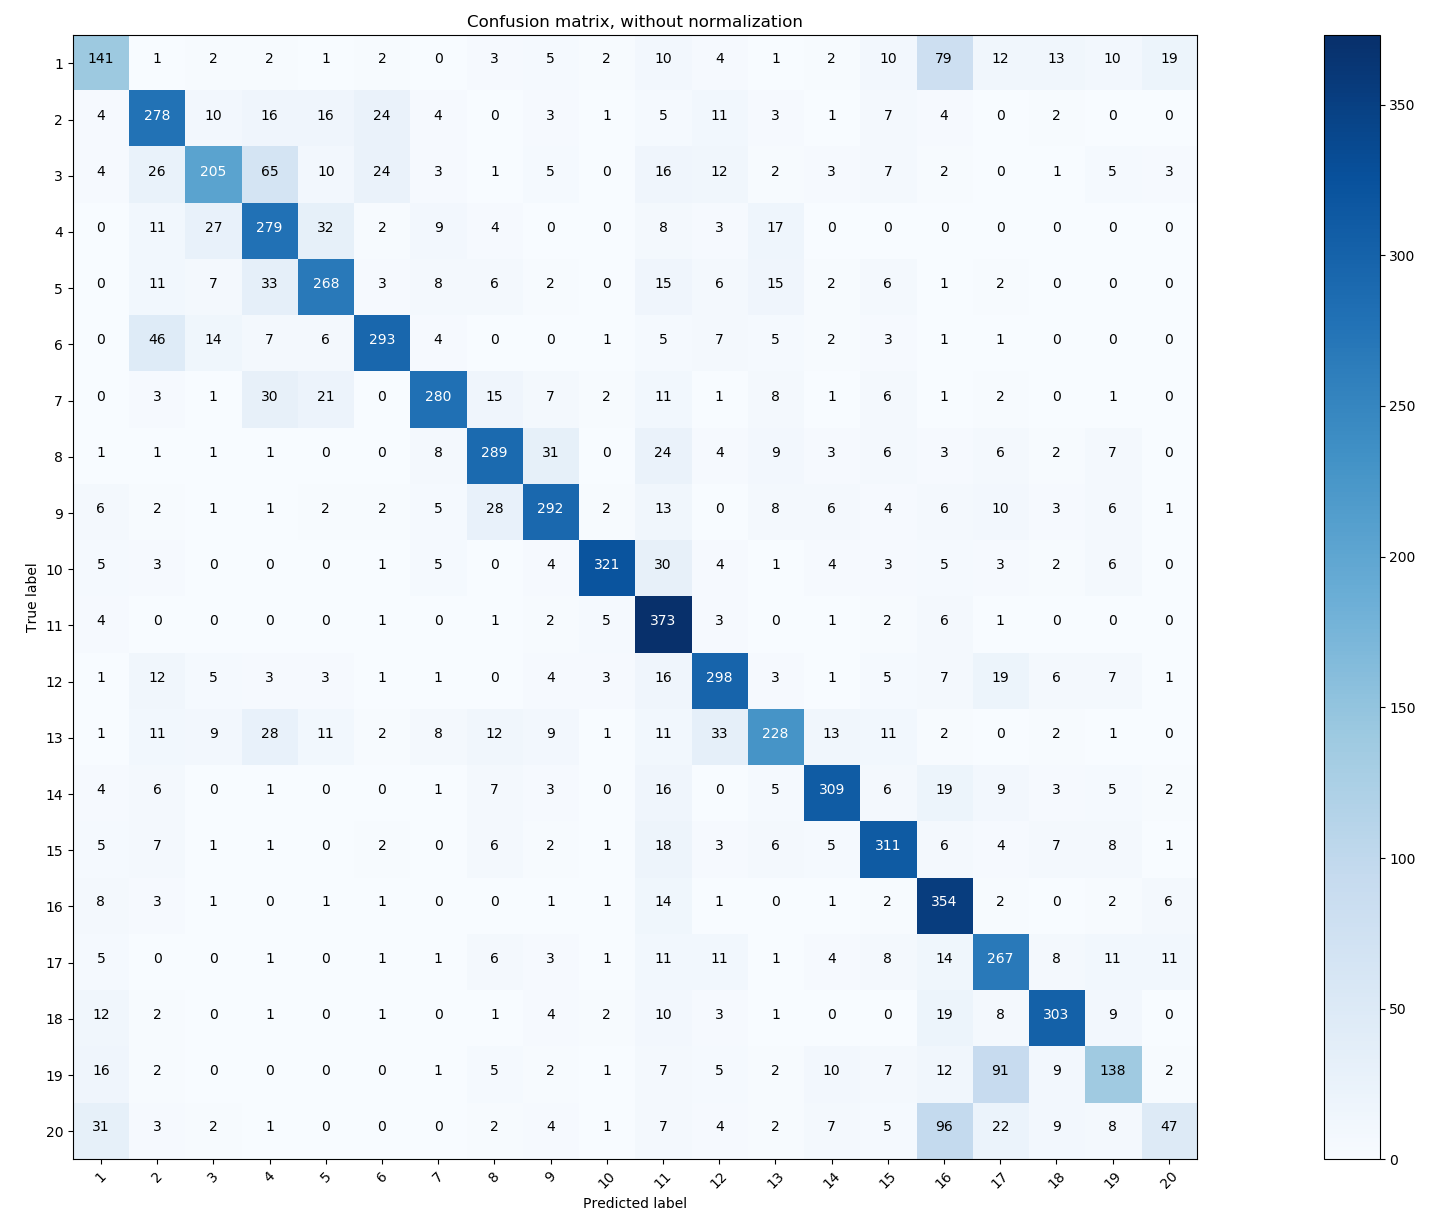 Confusion matrix, without normalization
1 141 1 2 2 1 2 0 3 5 2 10 4 1 2 10 79 12 13 10 19
2 4 278 10 16 16 24 4 0 3 1 5 11 3 1 7 4 0 2 0 0
3 4 26 205 65 10 24 3 1 5 0 16 12 2 3 7 2 0 1 5 3
4 0 11 27 279 32 2 9 4 0 0 8 3 17 0 0 0 0 0 0 0
5 0 11 7 33 268 3 8 6 2 0 15 6 15 2 6 1 2 0 0 0
6 0 46 14 7 6 293 4 0 0 1 5 7 5 2 3 1 1 0 0 0
7 0 3 1 30 21 0 280 15 7 2 11 1 8 1 6 1 2 0 1 0
8 1 1 1 1 0 0 8 289 31 0 24 4 9 3 6 3 6 2 7 0
9 6 2 1 1 2 2 5 28 292 2 13 0 8 6 4 6 10 3 6 1
10 5 3 0 0 0 1 5 0 4 321 30 4 1 4 3 5 3 2 6 0
11 4 0 0 0 0 1 0 1 2 5 373 3 0 1 2 6 1 0 0 0
12 1 12 5 3 3 1 1 0 4 3 16 298 3 1 5 7 19 6 7 1
13 1 11 9 28 11 2 8 12 9 1 11 33 228 13 11 2 0 2 1 0
14 4 6 0 1 0 0 1 7 3 0 16 0 5 309 6 19 9 3 5 2
15 5 7 1 1 0 2 0 6 2 1 18 3 6 5 311 6 4 7 8 1
16 8 3 1 0 1 1 0 0 1 1 14 1 0 1 2 354 2 0 2 6
17 5 0 0 1 0 1 1 6 3 1 11 11 1 4 8 14 267 8 11 11
18 12 2 0 1 0 1 0 1 4 2 10 3 1 0 0 19 8 303 9 0
19 16 2 0 0 0 0 1 5 2 1 7 5 2 10 7 12 91 9 138 2
20 31 3 2 1 0 0 0 2 4 1 7 4 2 7 5 96 22 9 8 47
1 2 3 4 5 6 7 8 9 10 11 12 13 14 15 16 17 18 19 20
True label
Predicted label
350
300
250
200
150
100
50
0